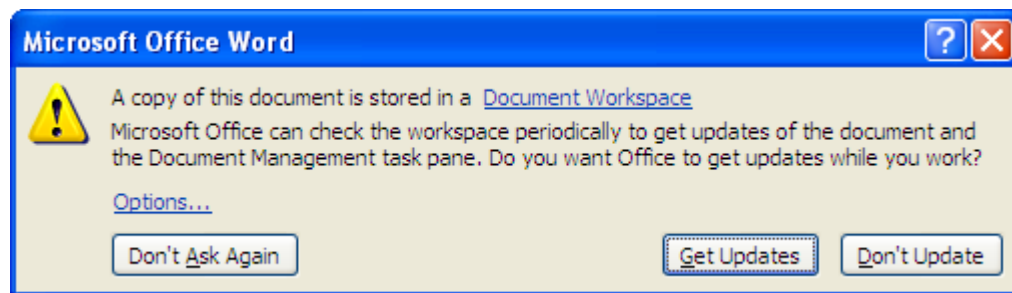 Microsoft Office Word
?
A copy of this document is stored in a Document Workspace
Microsoft Office can check the workspace periodically to get updates of the document and
the Document Management task pane. Do you want Office to get updates while you work?
Options...
Don't Ask Again Get Updates Don't Update